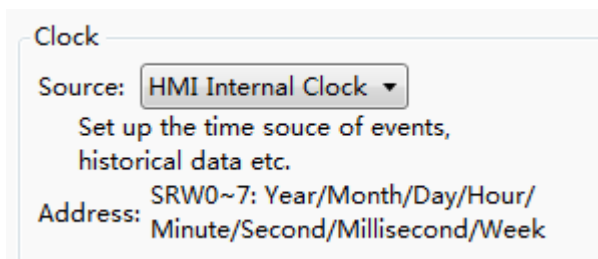 Clock
Source: HMI Internal Clock
Set up the time souce of events,
historical data etc.
Address: SRW0~7: Year/Month/Day/Hour/
Minute/Second/Millisecond/Week